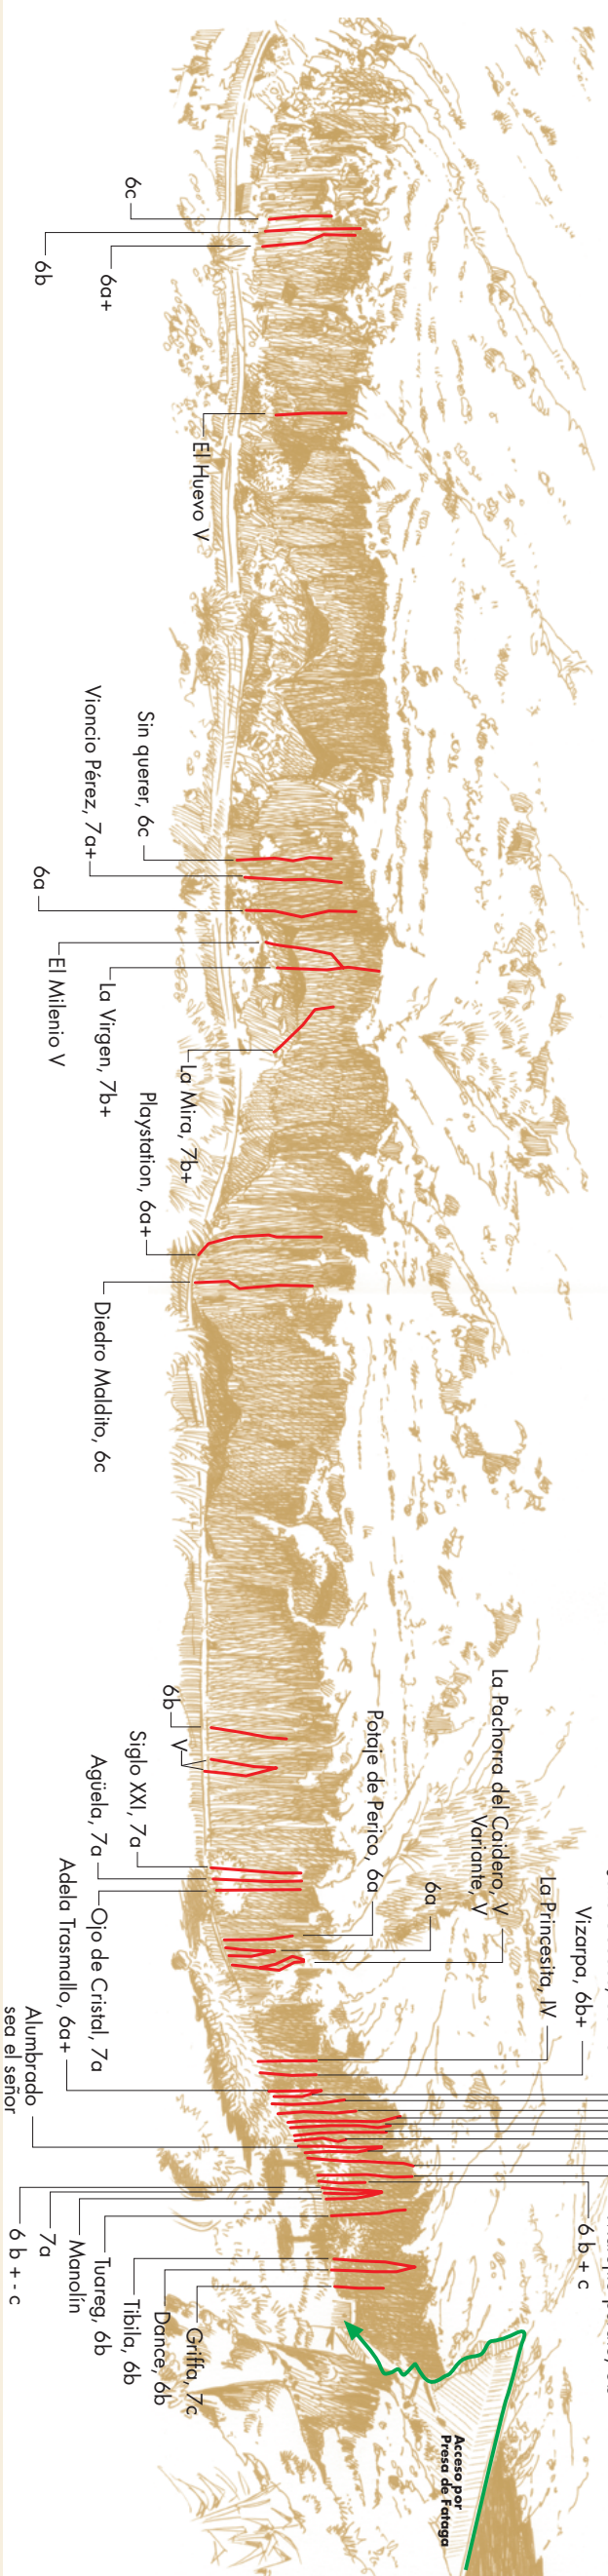 6c
6b
6a+
El Huevo V
Vioncio Pérez, 7a+
Sin querer, 6c
6a
El Milenio V
La Virgen, 7b+
La Mira, 7b+
Playstation, 6a+
Diedro Maldito, 6c
6b
V
Siglo XXI, 7a
Agüela, 7a
Ojo de Cristal, 7a
Adela Trasmallo, 6a+
Potaje de Perico, 6a
La Pachorra del Caidero, V
Variante, V
6a
La Princesita, IV
Vizarpa, 6b+
Alumbrado
sea el señor
6 b + - c
7a
Manolín
Tuareg, 6b
Tibila, 6b
Dance, 6b
Griffa, 7c
6 b + c
Acceso por
Presa de Fataga